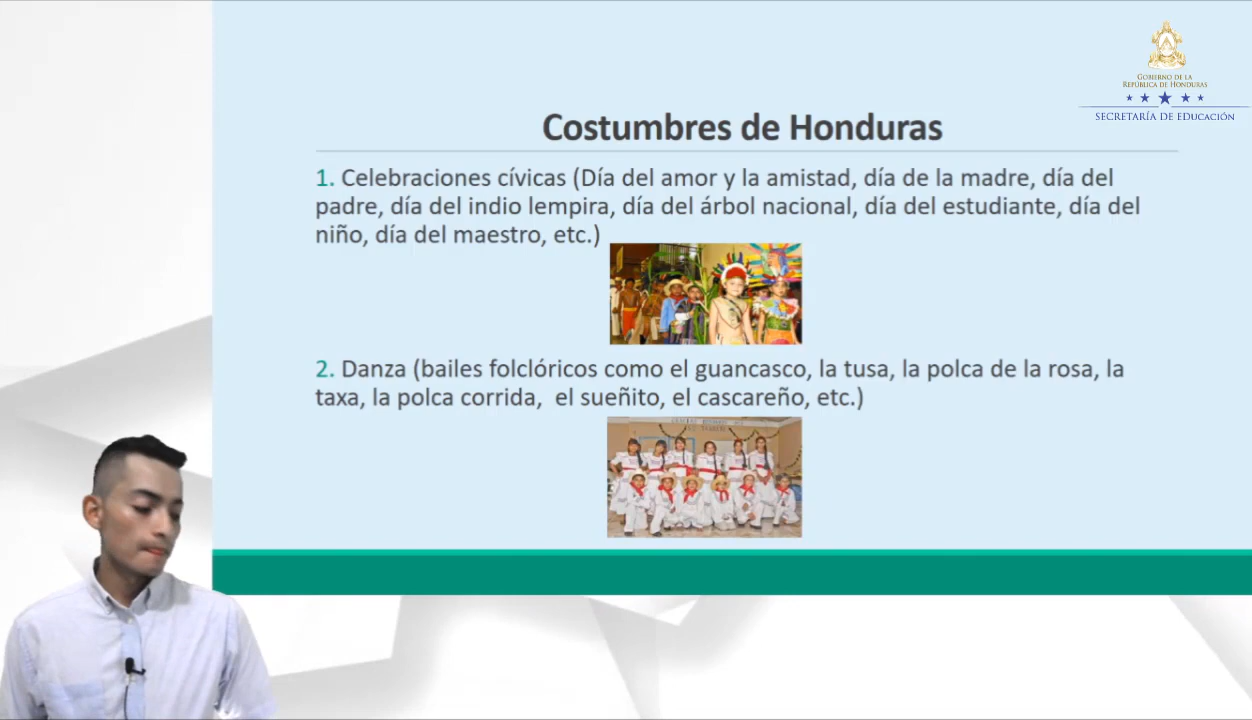 GOBIERNO DE LA
REPÚBLICA DE HONDURAS
SECRETARÍA DE EDUCACIÓN
Costumbres de Honduras
1. Celebraciones cívicas (Día del amor y la amistad, día de la madre, día del
padre, día del indio lempira, día del árbol nacional, día del estudiante, día del
niño, día del maestro, etc.)
2. Danza (bailes folclóricos como el guancasco, la tusa, la polca de la rosa, la
taxa, la polca corrida, el sueñito, el cascareño, etc.)